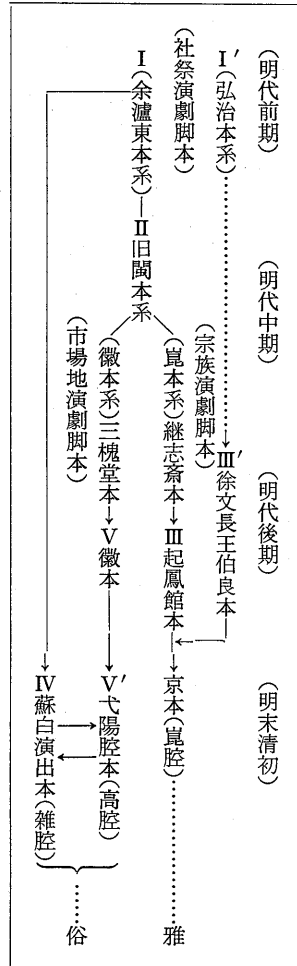 （明代前期）　（明代中期）　（明代後期）　（明末清初）
Ⅰ′（弘治本系）………………→Ⅲ′徐文長王伯良本
（宗族演劇脚本）
（崑本系）継志斎本→Ⅲ起鳳館本→京本（崑腔）…………雅
（社祭演劇脚本）
Ⅰ（余瀘東本系）―Ⅱ旧閩本系
（徽本系）三槐堂本→Ⅴ徽本→Ⅴ′弋陽腔本（高腔）
（市場地演劇脚本）
Ⅳ蘇白演出本（雑腔）
……俗